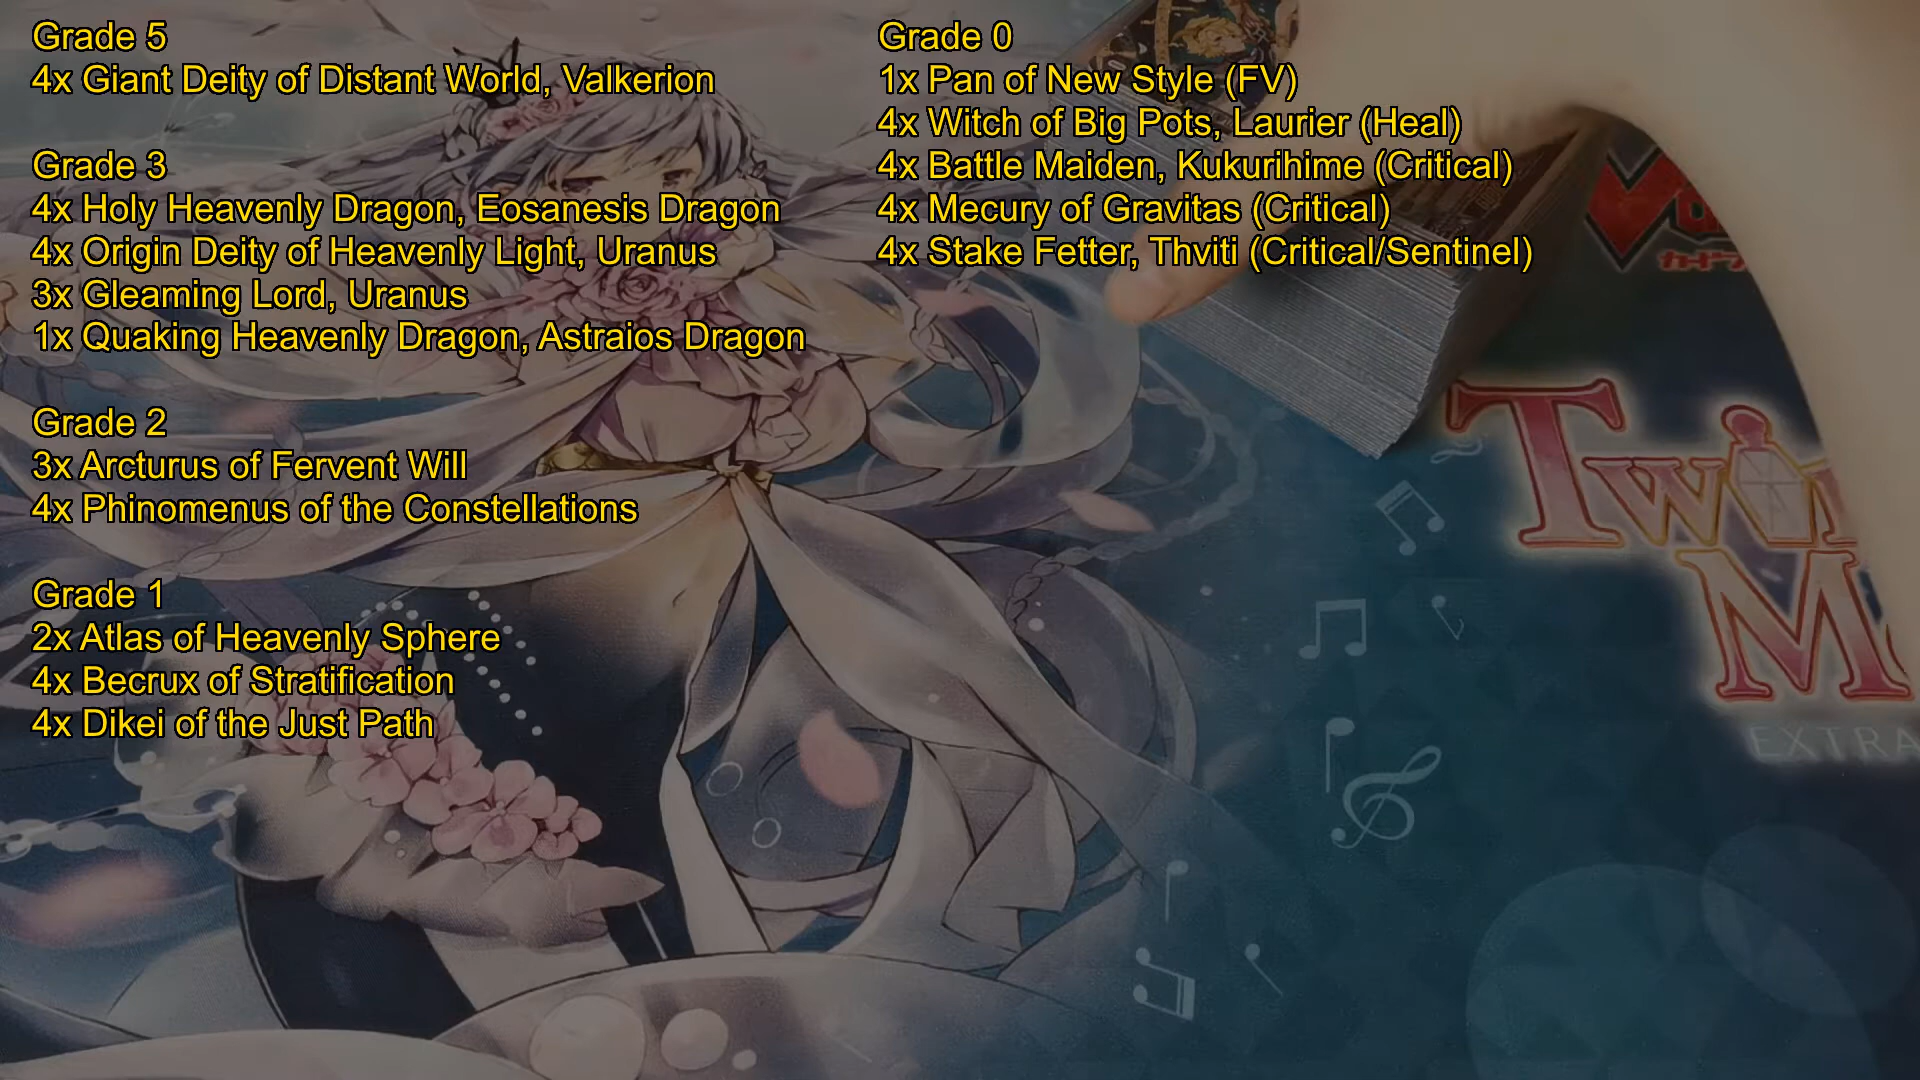 Grade 5
4x Giant Deity of Distant World, Valkerion
Grade 3
4x Holy Heavenly Dragon, Eosanesis Dragon
4x Origin Deity of Heavenly Light, Uranus
3x Gleaming Lord, Uranus
1x Quaking Heavenly Dragon, Astraios Dragon
Grade 2
3x Arcturus of Fervent Will
4x Phinomenus of the Constellations
Grade 1
2x Atlas of Heavenly Sphere
4x Becrux of Stratification
4x Dikei of the Just Path
Grade 0
1x Pan of New Style (FV)
4x Witch of Big Pots, Laurier (Heal)
4x Battle Maiden, Kukurihime (Critical)
4x Mecury of Gravitas (Critical)
4x Stake Fetter, Thviti (Critical/Sentinel)
EXTRA